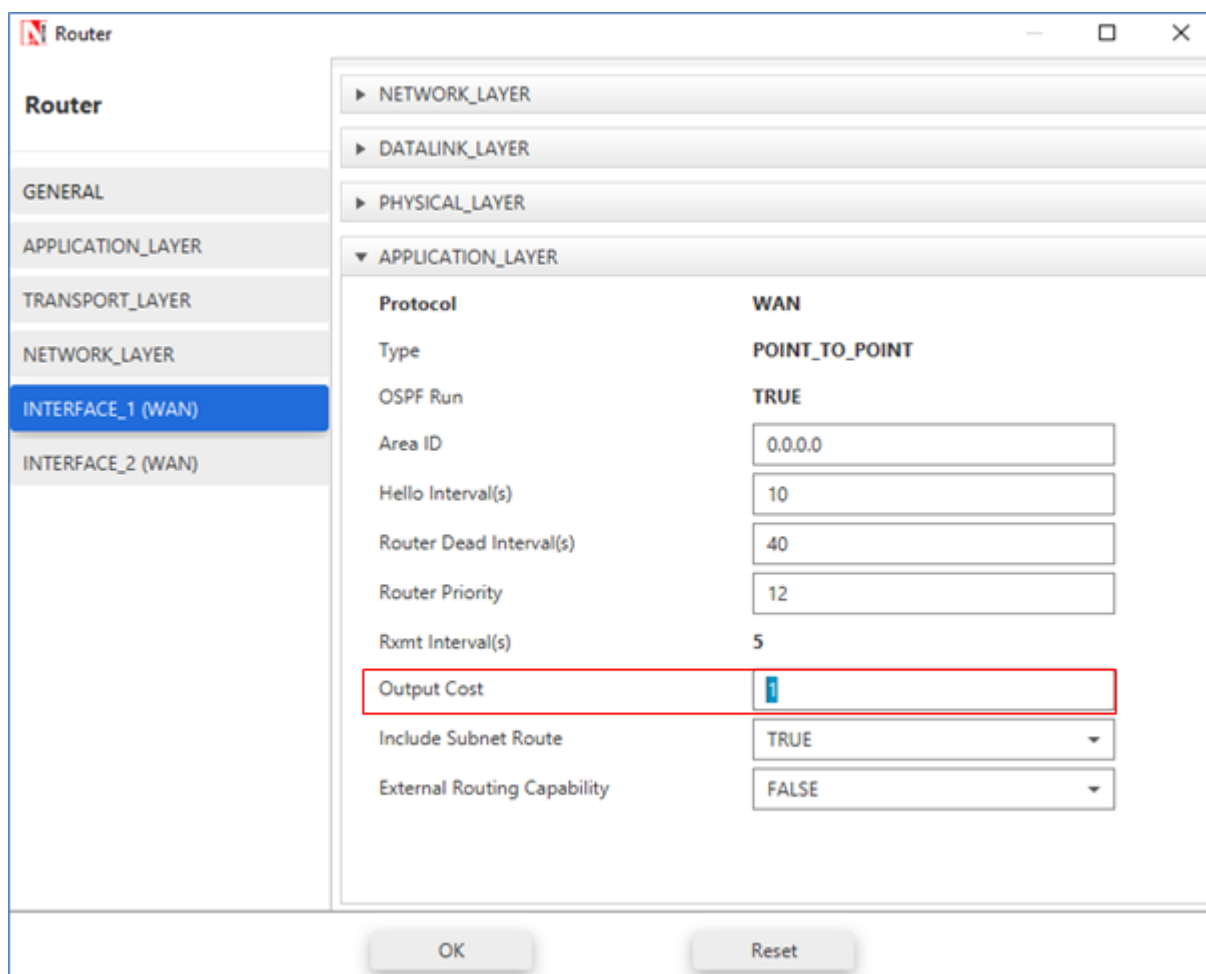 Router
Router
GENERAL
APPLICATION_LAYER
TRANSPORT_LAYER
NETWORK_LAYER
INTERFACE_1 (WAN)
INTERFACE_2 (WAN)
NETWORK_LAYER
DATALINK_LAYER
PHYSICAL_LAYER
APPLICATION_LAYER
Protocol WAN
Type POINT_TO_POINT
OSPF Run TRUE
Area ID 0.0.0.0
Hello Interval(s) 10
Router Dead Interval(s) 40
Router Priority 12
Rxmt Interval(s) 5
Output Cost 1
Include Subnet Route TRUE
External Routing Capability FALSE
OK Reset